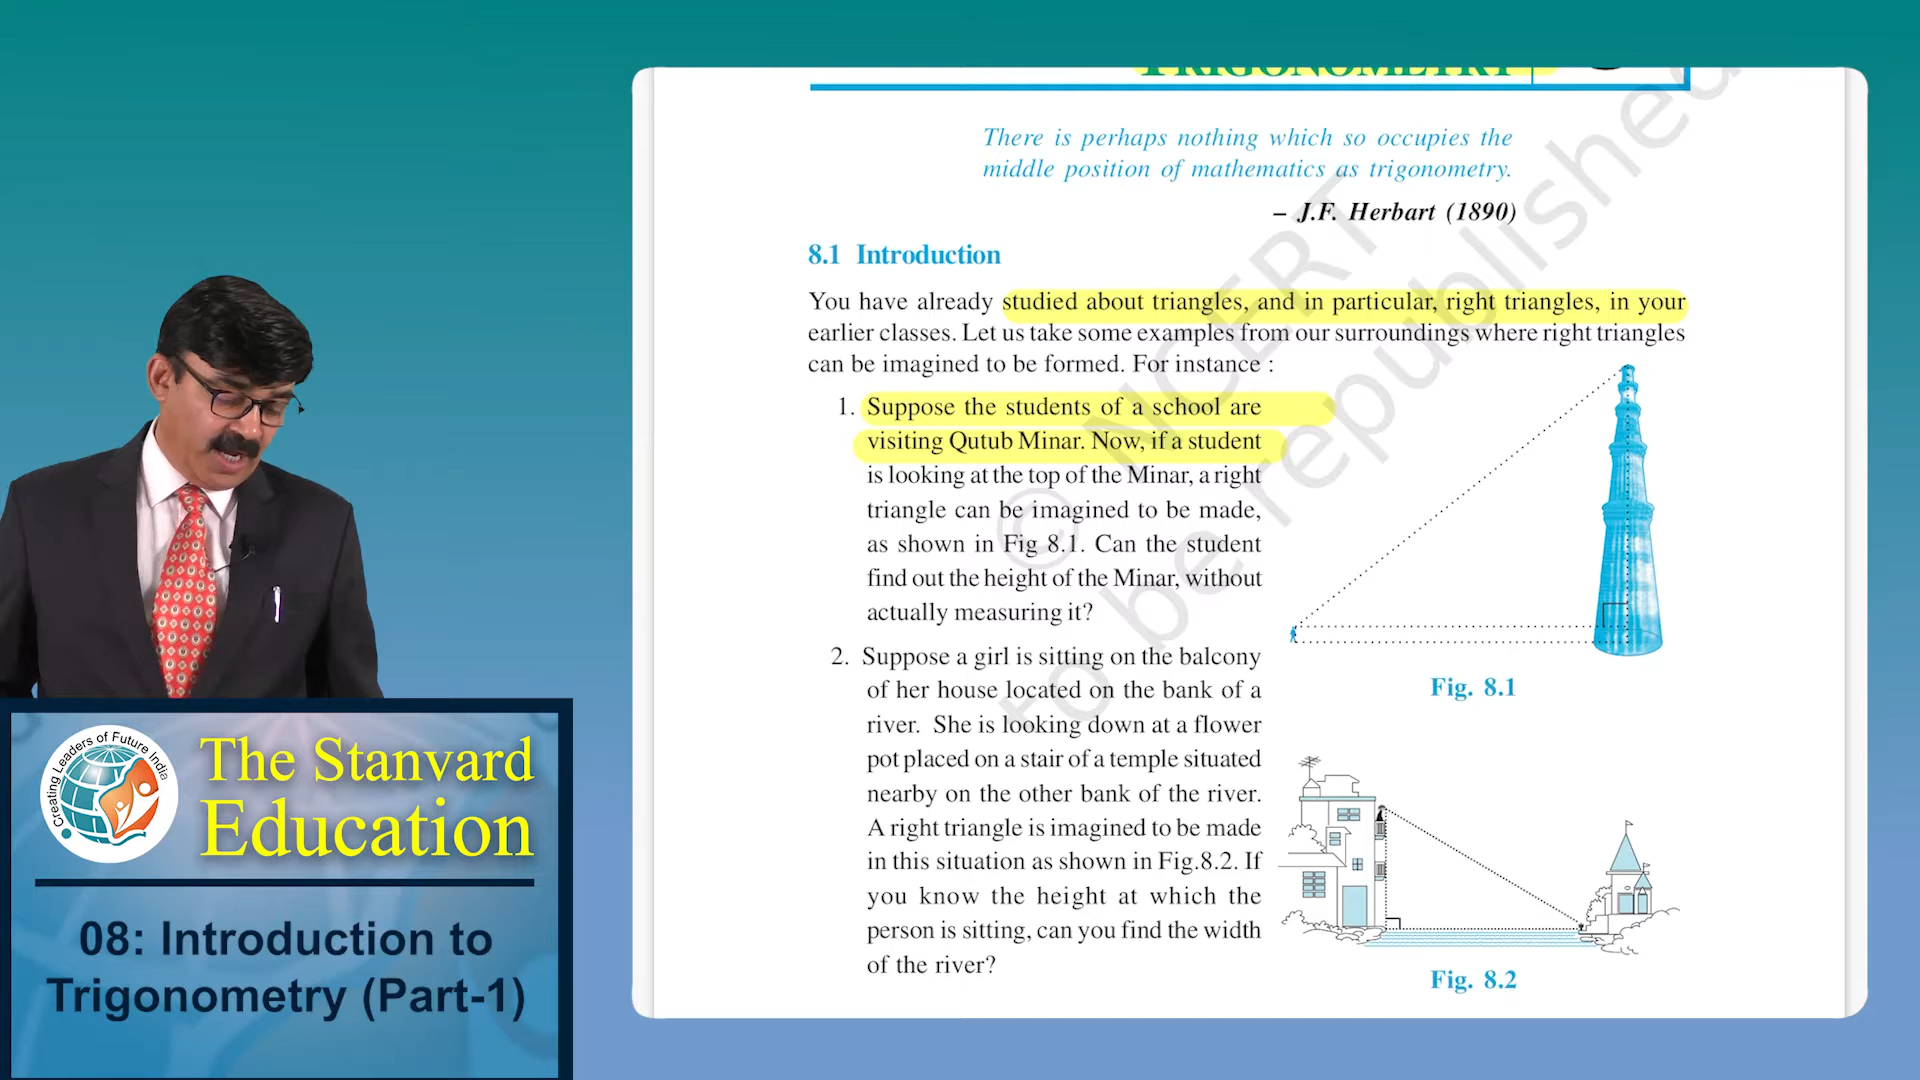 TRIGONOMETRY
There is perhaps nothing which so occupies the
middle position of mathematics as trigonometry.
– J.F. Herbart (1890)
8.1 Introduction
You have already studied about triangles, and in particular, right triangles, in your
earlier classes. Let us take some examples from our surroundings where right triangles
can be imagined to be formed. For instance :
1. Suppose the students of a school are
visiting Qutub Minar. Now, if a student
is looking at the top of the Minar, a right
triangle can be imagined to be made,
as shown in Fig 8.1. Can the student
find out the height of the Minar, without
actually measuring it?
Fig. 8.1
2. Suppose a girl is sitting on the balcony
of her house located on the bank of a
river. She is looking down at a flower
pot placed on a stair of a temple situated
nearby on the other bank of the river.
A right triangle is imagined to be made
in this situation as shown in Fig.8.2. If
you know the height at which the
person is sitting, can you find the width
of the river?
Fig. 8.2
© NCERT
to be republished
Creating Leaders of Future India
The Stanvard
Education
08: Introduction to
Trigonometry (Part-1)